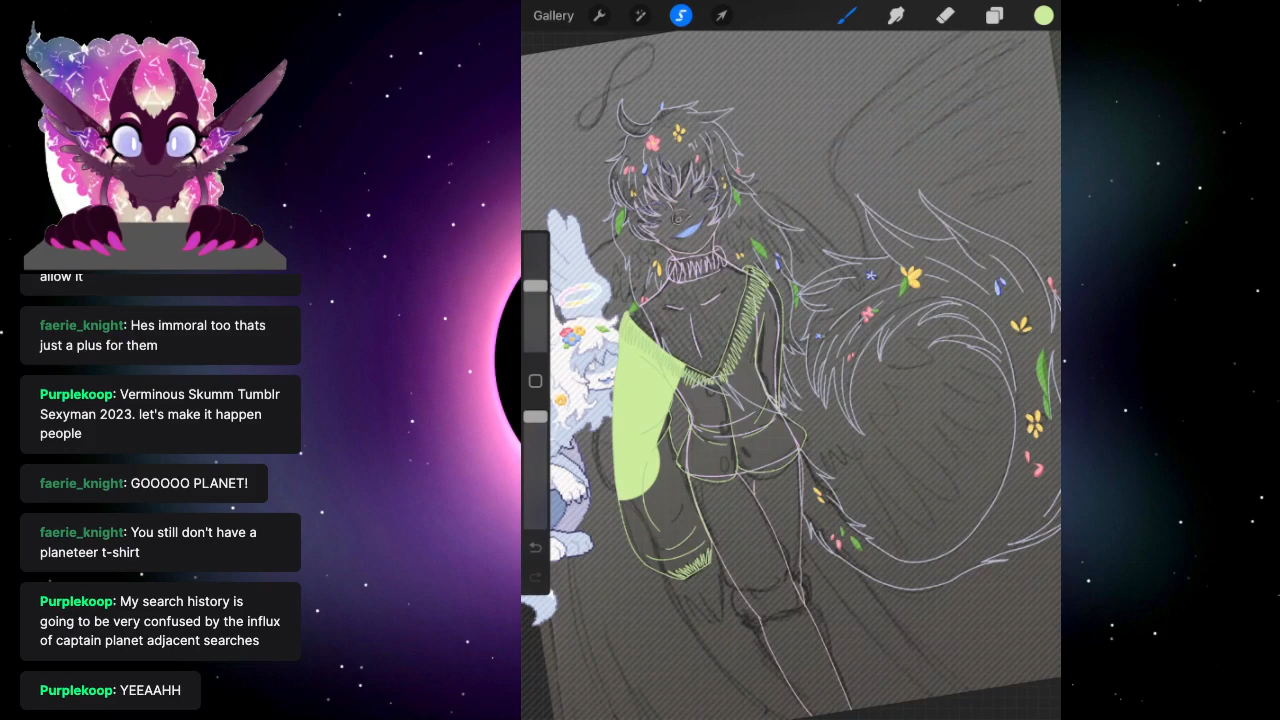 Gallery
allow it
faerie_knight: Hes immoral too thats
just a plus for them
Purplekoop: Verminous Skumm Tumblr
Sexyman 2023. let's make it happen
people
faerie_knight: GOOOOO PLANET!
faerie_knight: You still don't have a
planeteer t-shirt
Purplekoop: My search history is
going to be very confused by the influx
of captain planet adjacent searches
Purplekoop: YEEAAHH